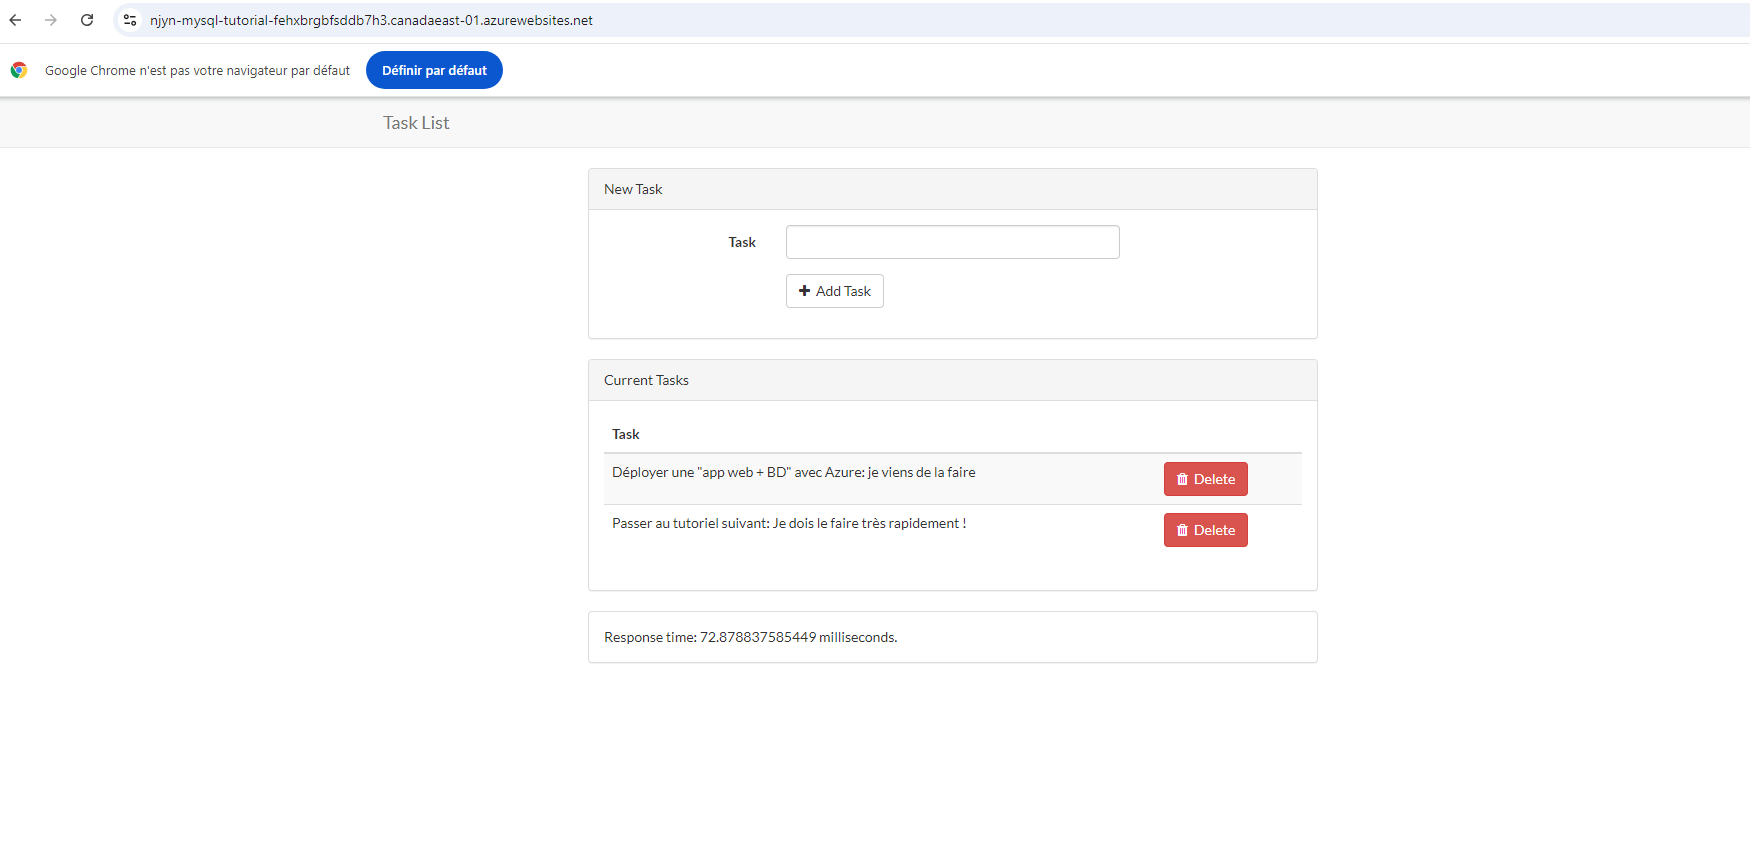 njyn-mysql-tutorial-fehxbrgbfsddb7h3.canadaeast-01.azurewebsites.net
Google Chrome n'est pas votre navigateur par défaut Définir par défaut
Task List
New Task
Task
Add Task
Current Tasks
Task
Déployer une "app web + BD" avec Azure: je viens de la faire Delete
Passer au tutoriel suivant: Je dois le faire très rapidement ! Delete
Response time: 72.878837585449 milliseconds.